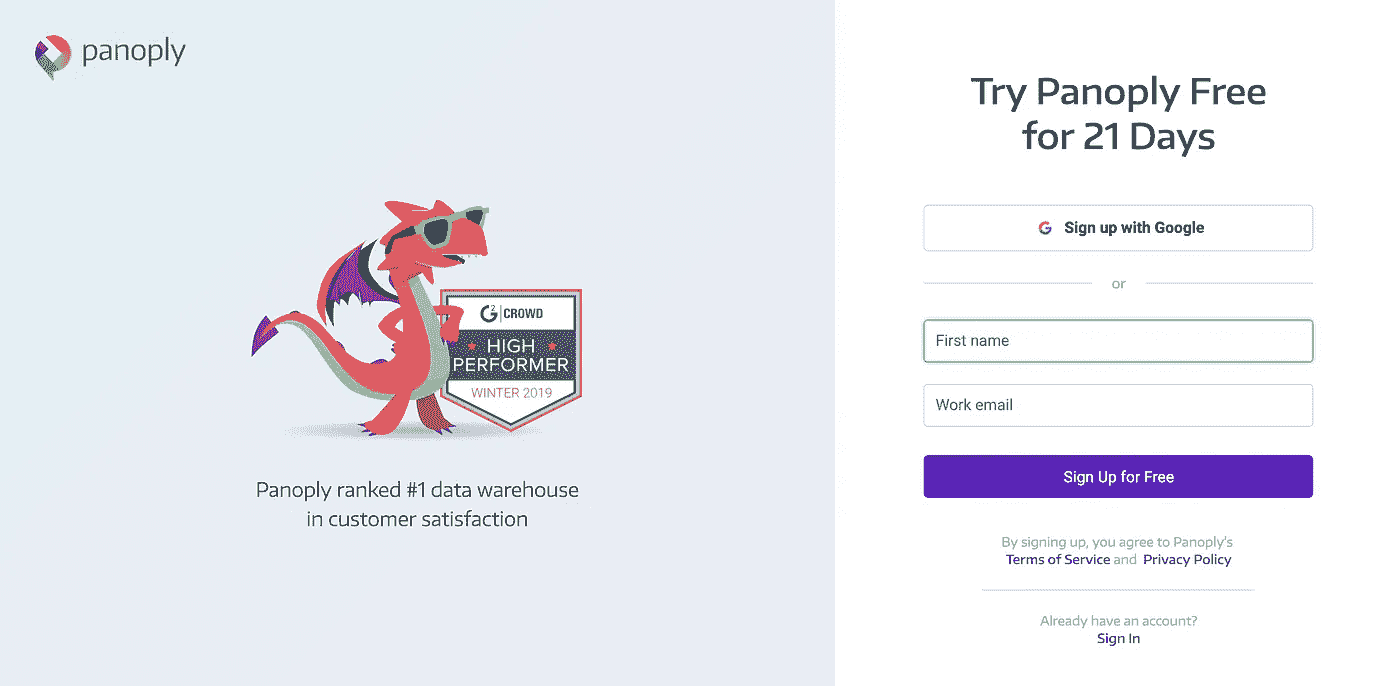 panoply
G2 | CROWD
HIGH
PERFORMER
WINTER 2019
Panoply ranked #1 data warehouse
in customer satisfaction
Try Panoply Free
for 21 Days
Sign up with Google
or
First name
Work email
Sign Up for Free
By signing up, you agree to Panoply's
Terms of Service and Privacy Policy
Already have an account?
Sign In